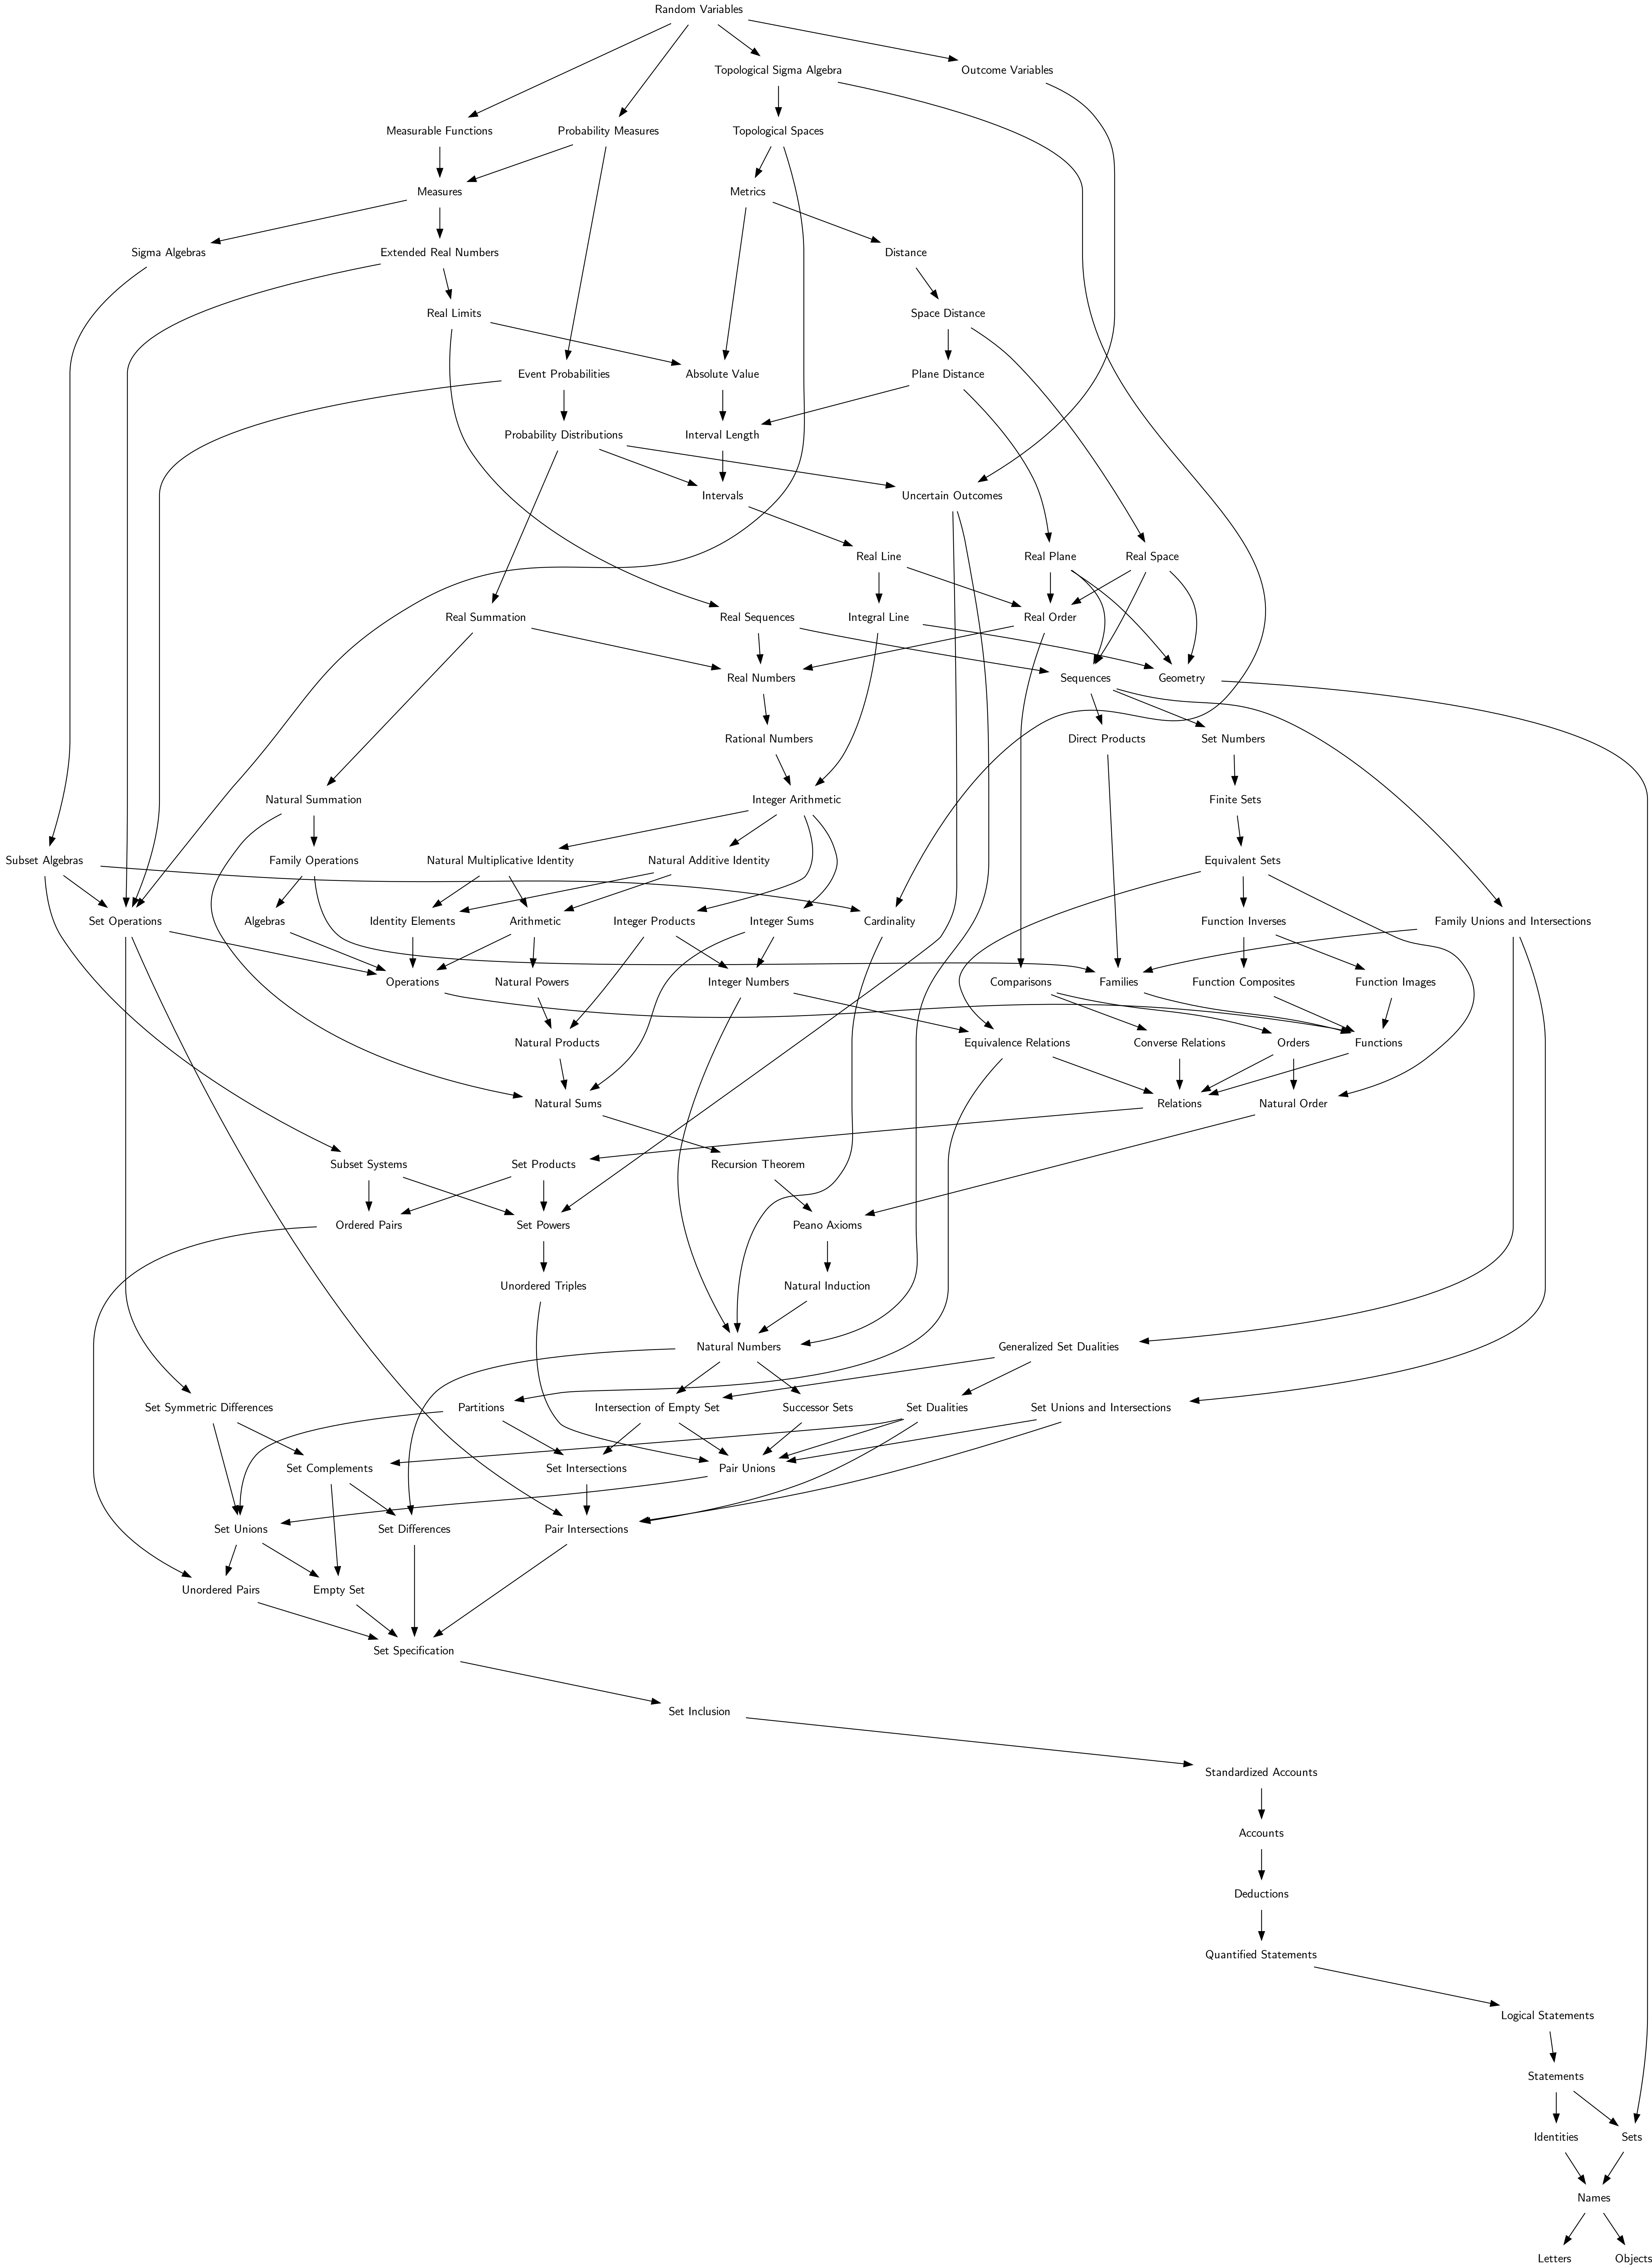 Random Variables
Topological Sigma Algebra
Outcome Variables
Measurable Functions
Probability Measures
Topological Spaces
Measures
Metrics
Sigma Algebras
Extended Real Numbers
Distance
Real Limits
Space Distance
Event Probabilities
Absolute Value
Plane Distance
Probability Distributions
Interval Length
Intervals
Uncertain Outcomes
Real Line
Real Plane
Real Space
Real Summation
Real Sequences
Integral Line
Real Order
Real Numbers
Sequences
Geometry
Rational Numbers
Direct Products
Set Numbers
Natural Summation
Integer Arithmetic
Finite Sets
Subset Algebras
Family Operations
Natural Multiplicative Identity
Natural Additive Identity
Equivalent Sets
Set Operations
Algebras
Identity Elements
Arithmetic
Integer Products
Integer Sums
Cardinality
Function Inverses
Family Unions and Intersections
Operations
Natural Powers
Integer Numbers
Comparisons
Families
Function Composites
Function Images
Natural Products
Equivalence Relations
Converse Relations
Orders
Functions
Natural Sums
Relations
Natural Order
Subset Systems
Set Products
Recursion Theorem
Ordered Pairs
Set Powers
Peano Axioms
Unordered Triples
Natural Induction
Natural Numbers
Generalized Set Dualities
Set Symmetric Differences
Partitions
Intersection of Empty Set
Successor Sets
Set Dualities
Set Unions and Intersections
Set Complements
Set Intersections
Pair Unions
Set Unions
Set Differences
Pair Intersections
Unordered Pairs
Empty Set
Set Specification
Set Inclusion
Standardized Accounts
Accounts
Deductions
Quantified Statements
Logical Statements
Statements
Identities
Sets
Names
Letters
Objects